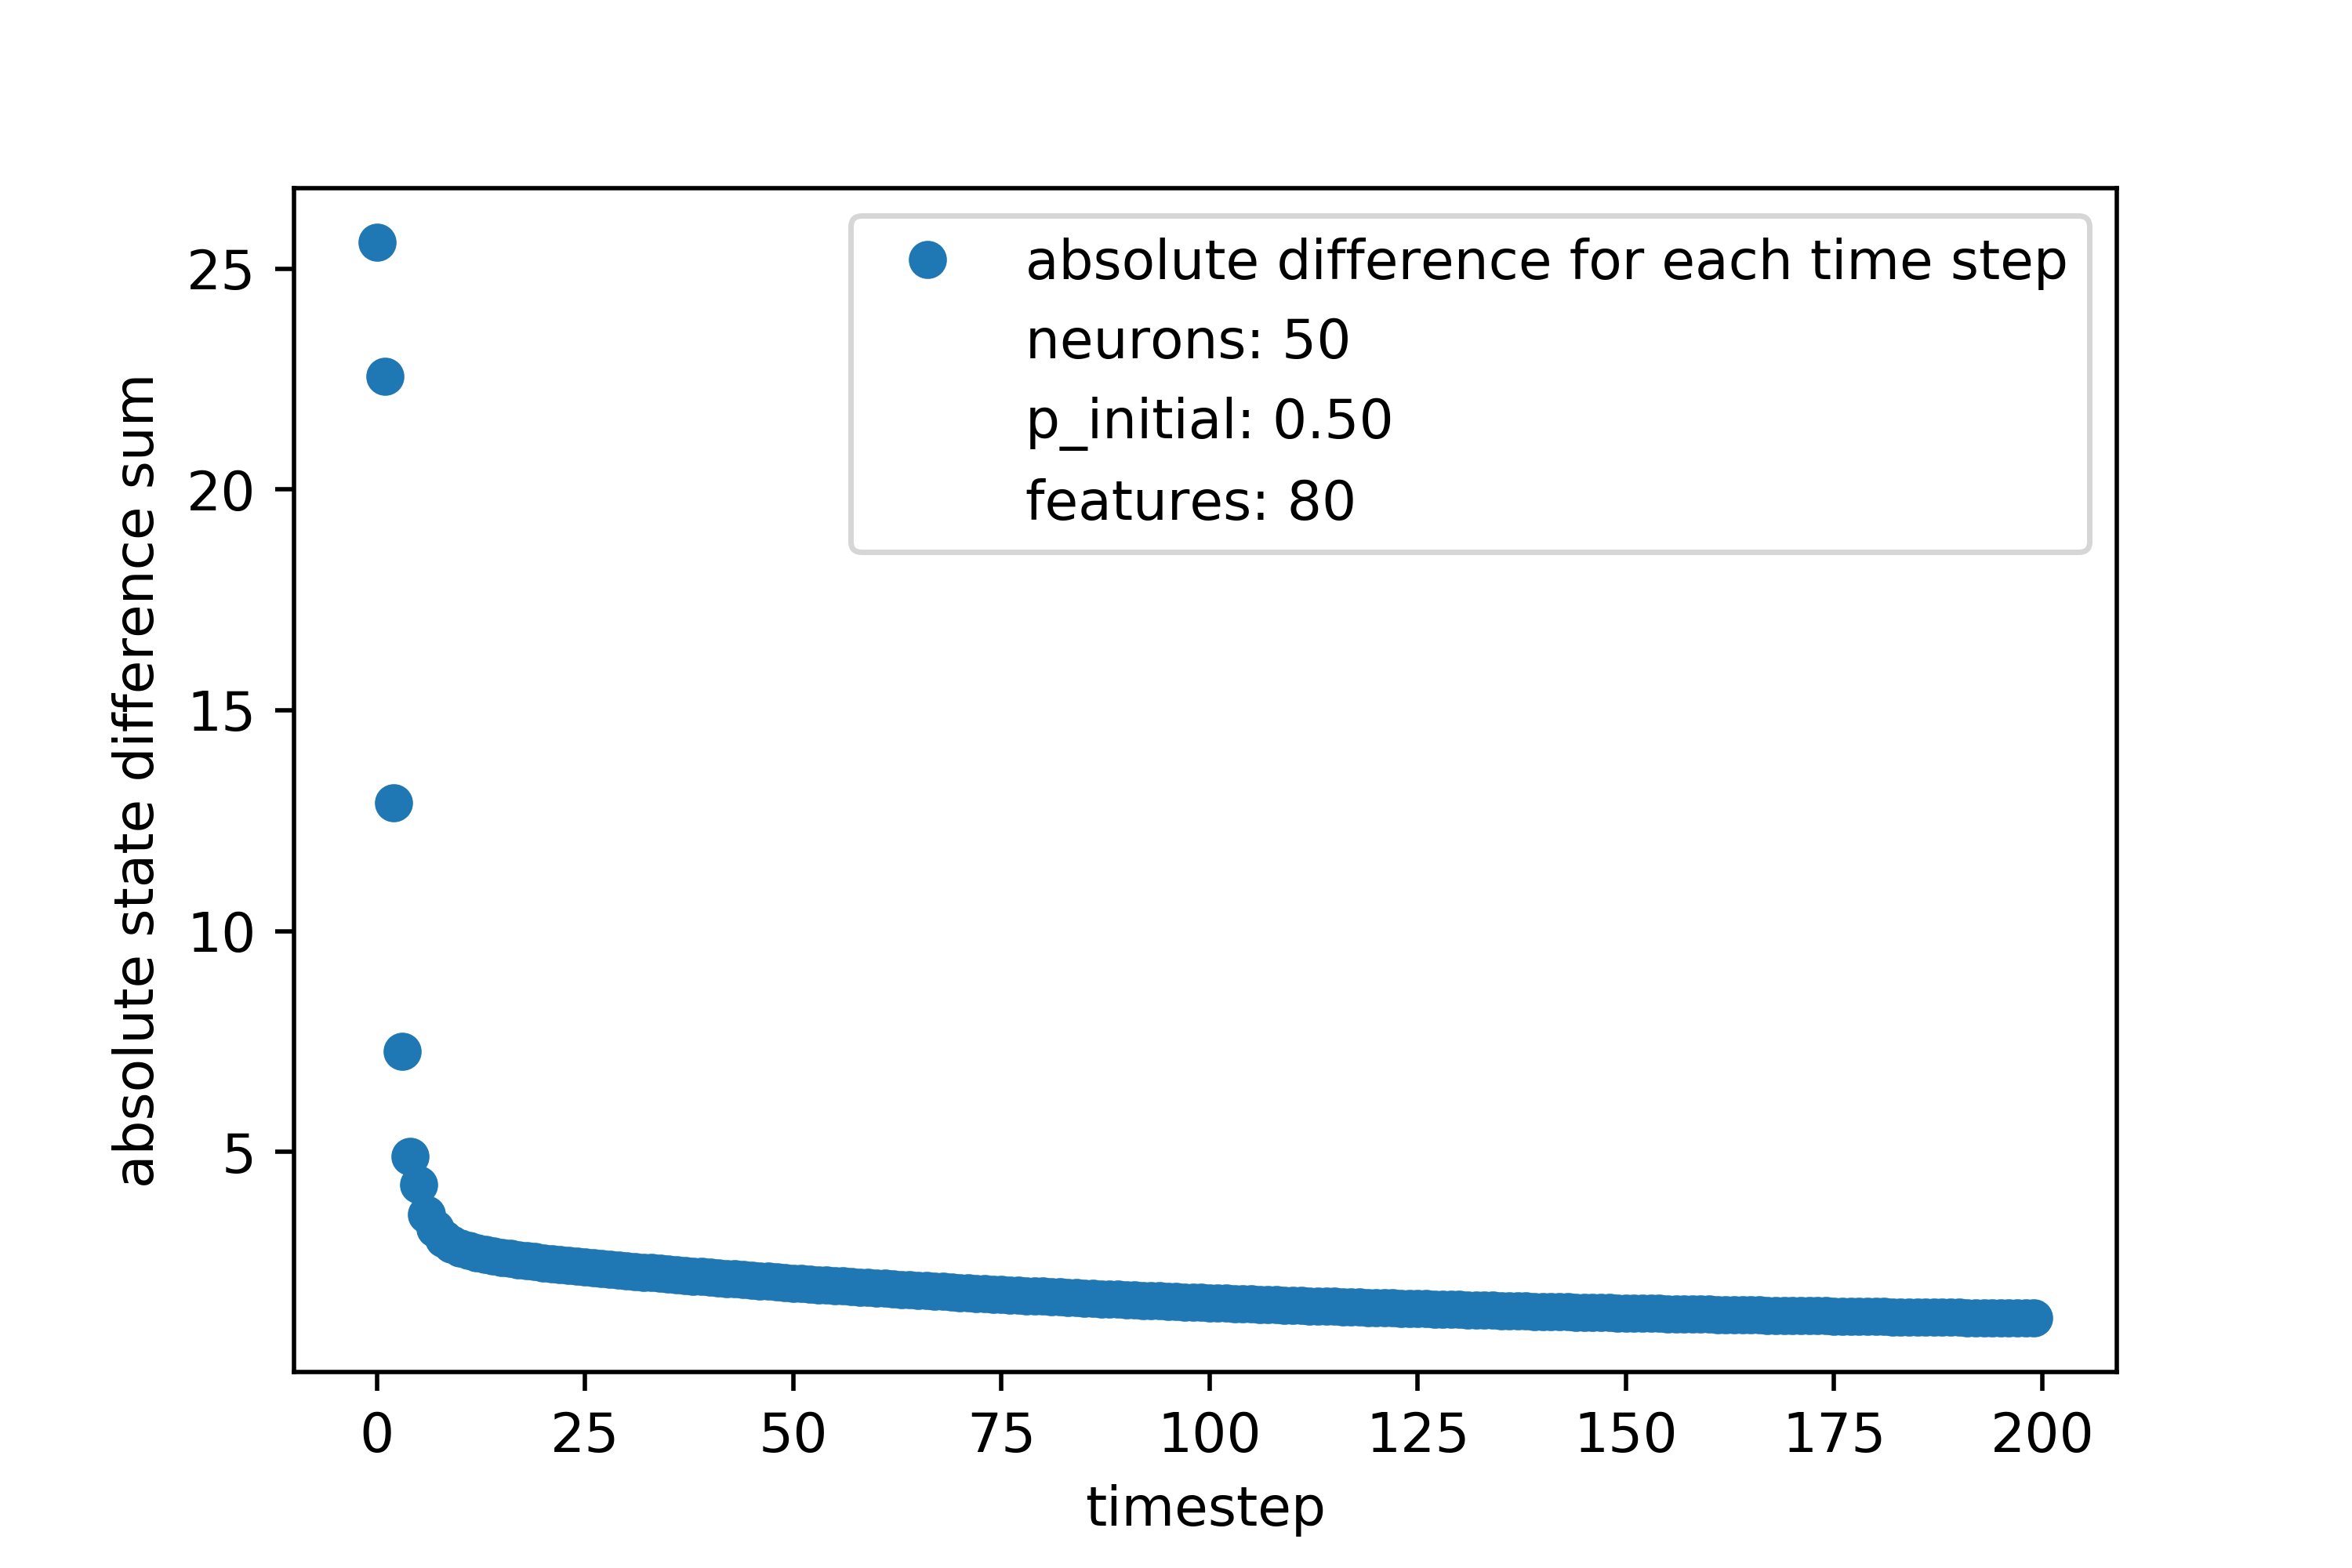 absolute difference for each time step
neurons: 50
p_initial: 0.50
features: 80
absolute state difference sum
25
20
15
10
5
0 25 50 75 100 125 150 175 200
timestep